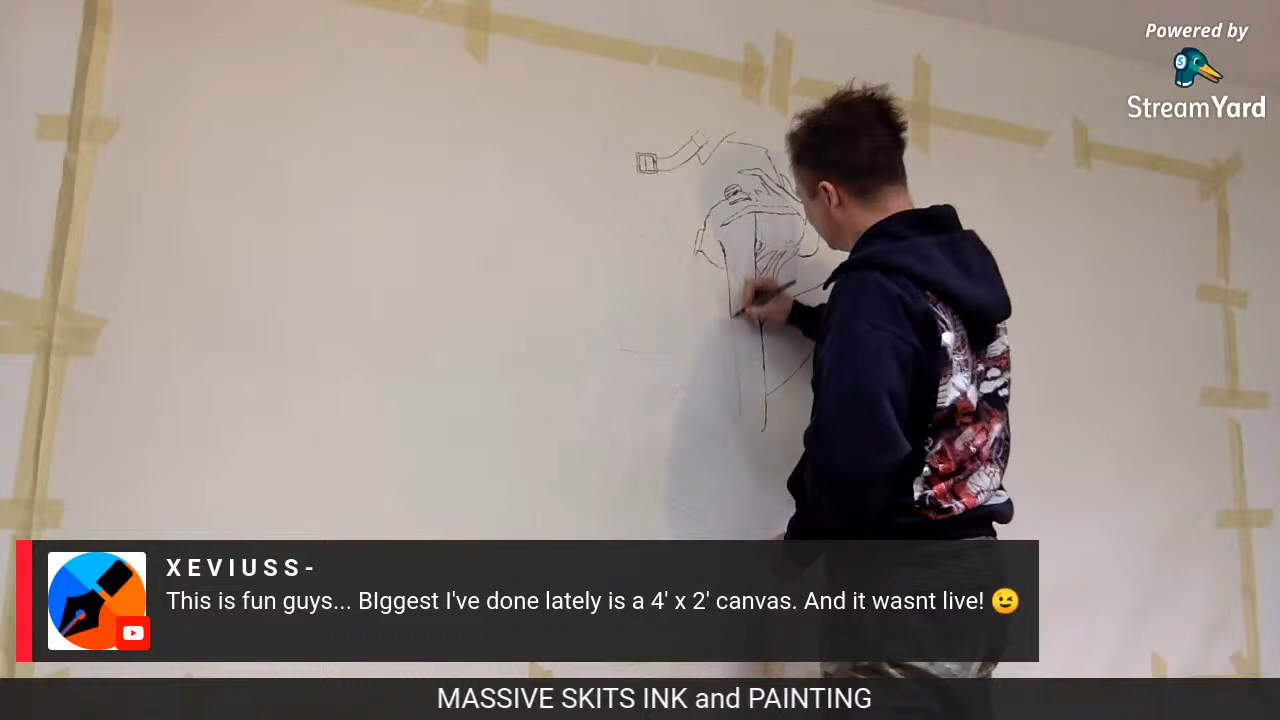 Powered by
StreamYard
XEVIUSS-
This is fun guys... BIggest I've done lately is a 4' x 2' canvas. And it wasnt live! 😉
MASSIVE SKITS INK and PAINTING